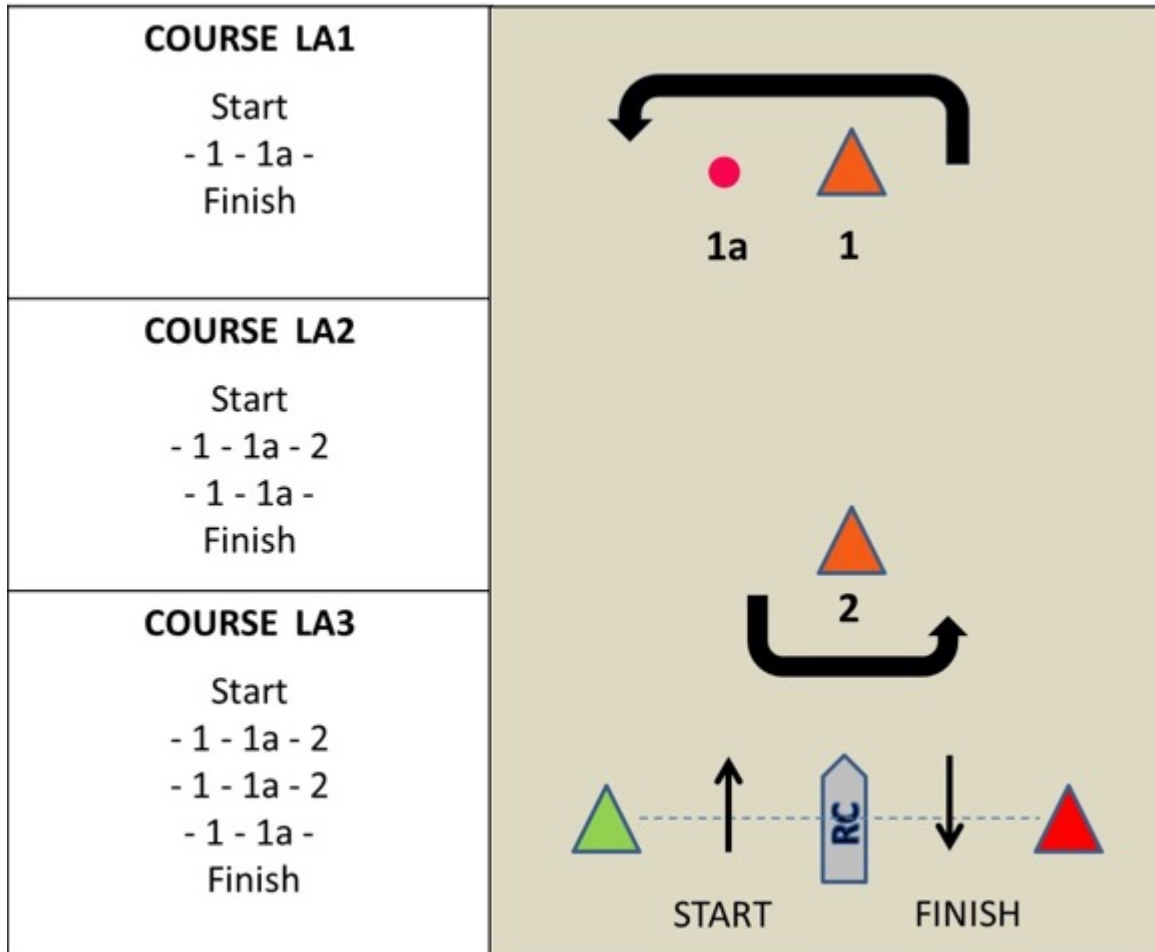 COURSE LA1
Start
- 1 - 1a -
Finish
COURSE LA2
Start
- 1 - 1a - 2
- 1 - 1a -
Finish
COURSE LA3
Start
- 1 - 1a - 2
- 1 - 1a - 2
- 1 - 1a -
Finish
1a 1
2
RC
START FINISH